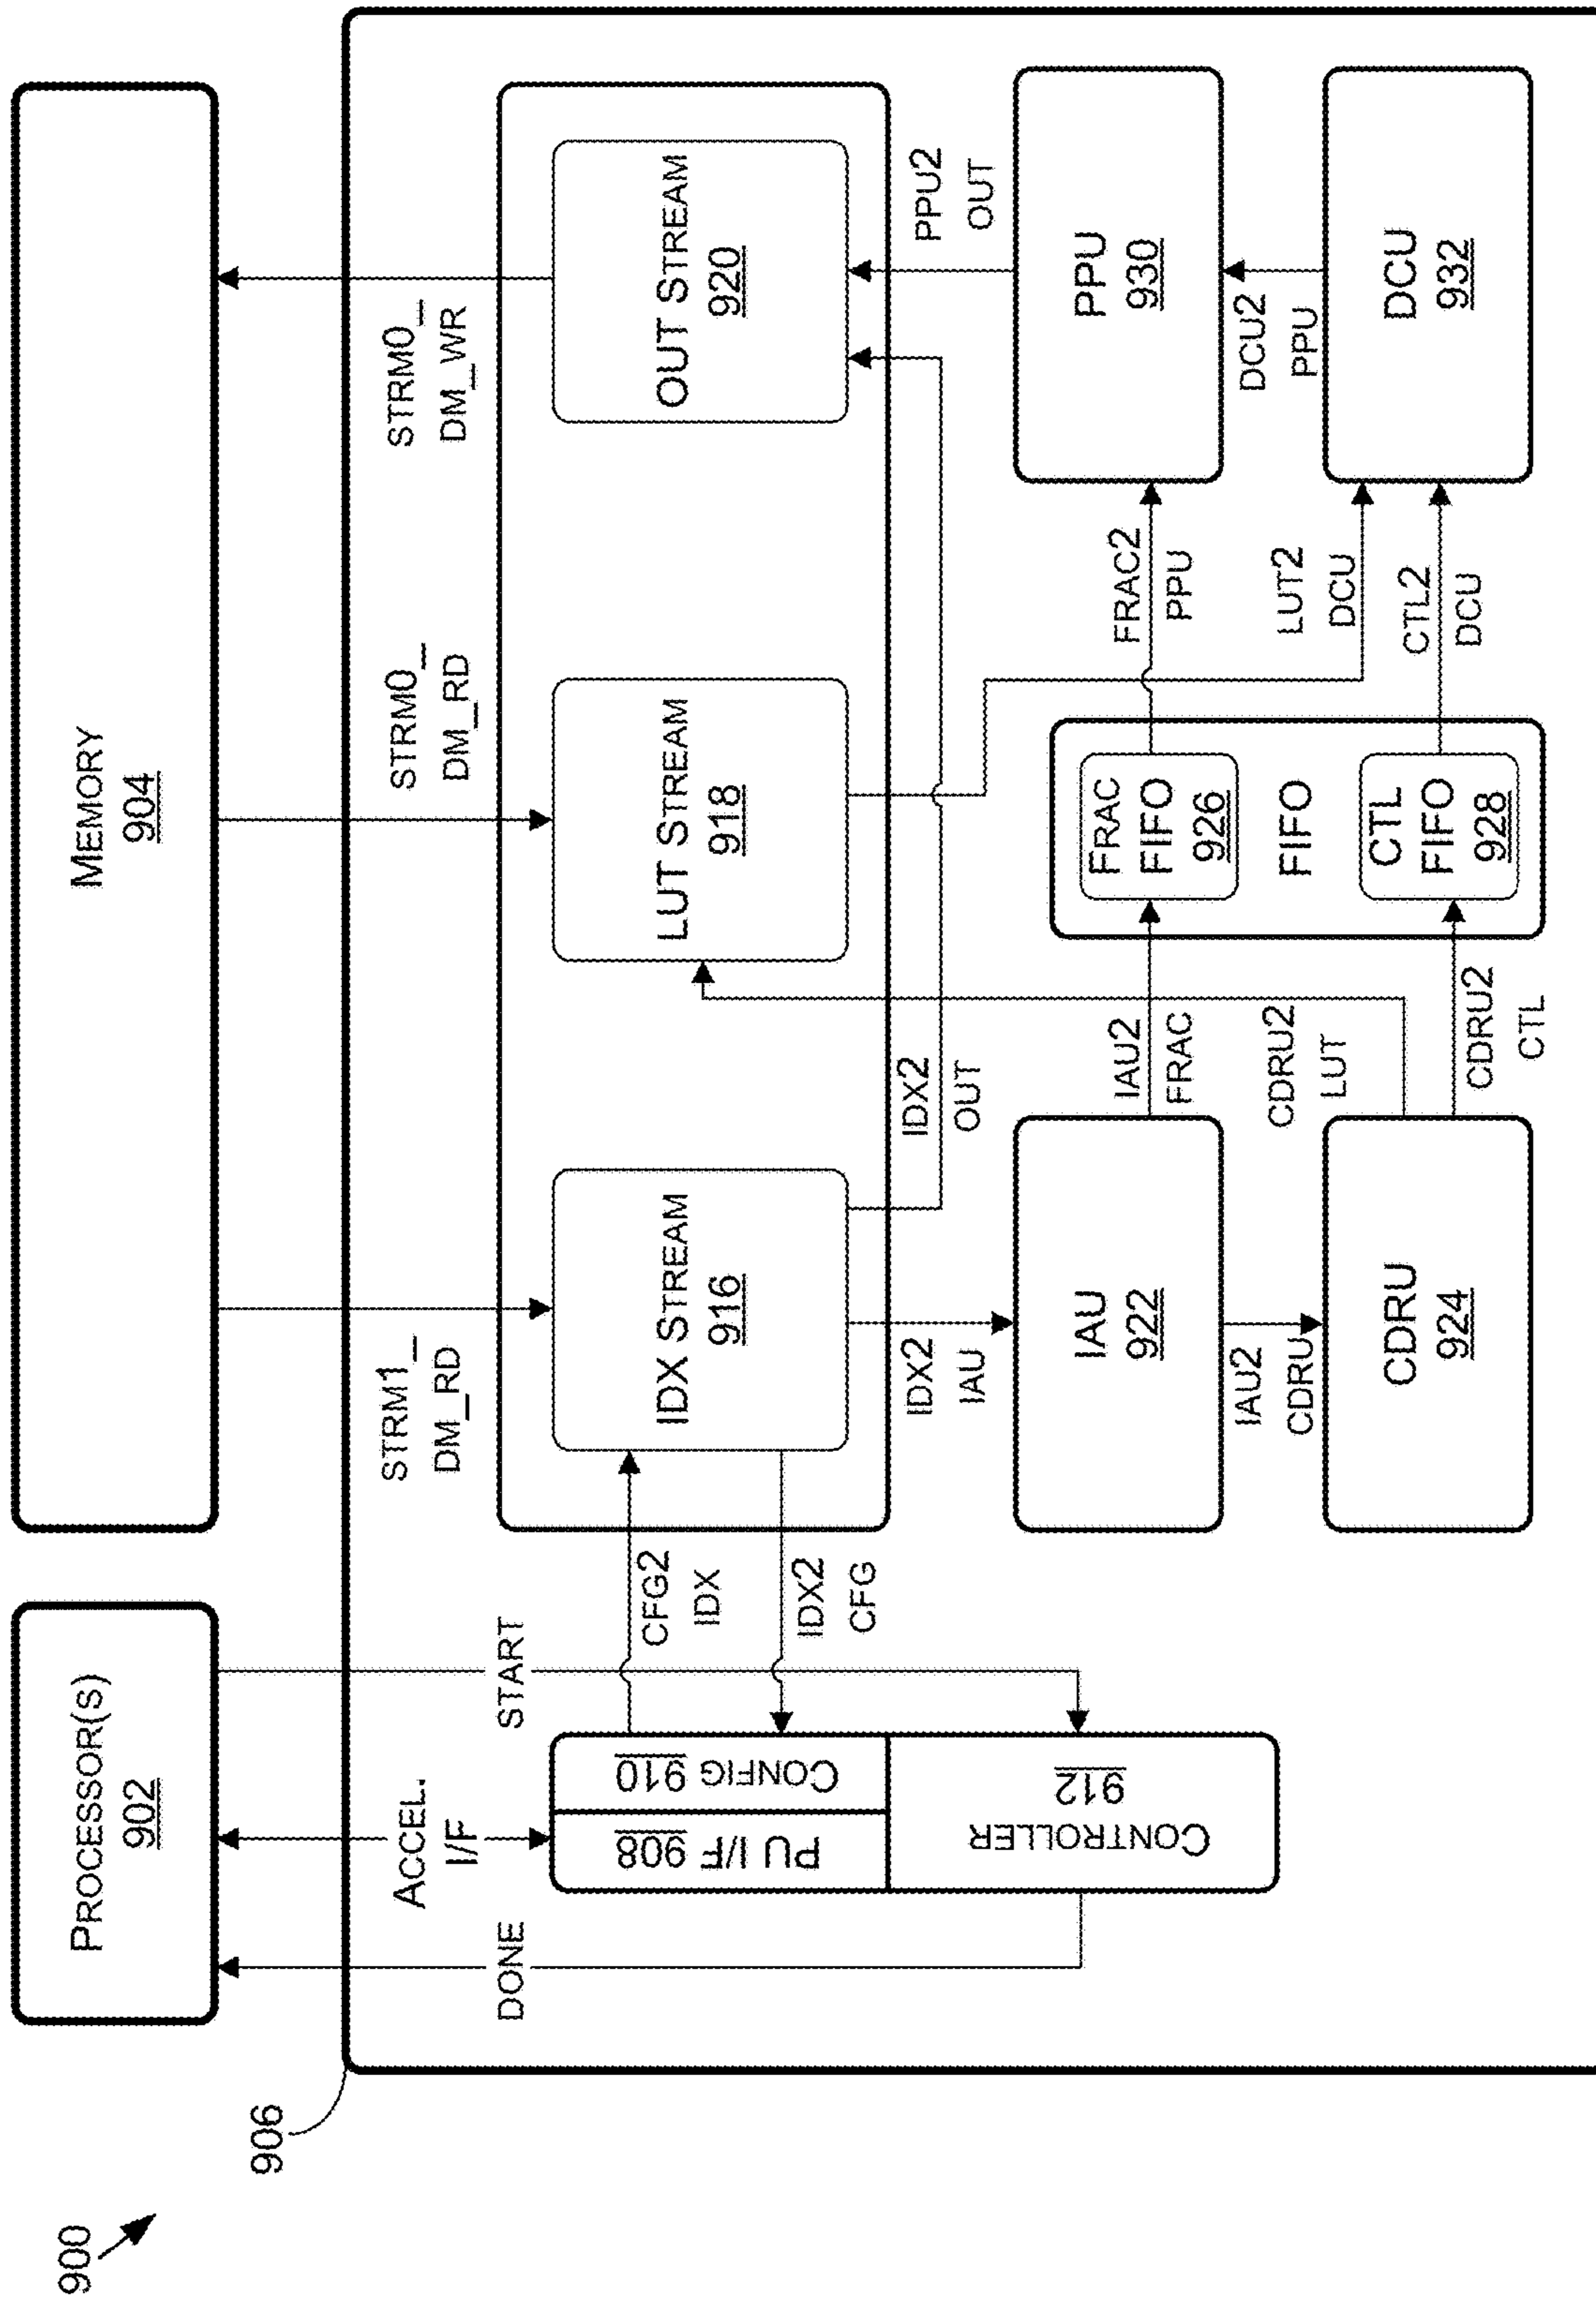 900
906
PROCESSOR(S)
902
MEMORY
904
DONE
ACCEL.
I/F
START
STRM1_
DM_RD
STRM0_
DM_RD
STRM0_
DM_WR
PU I/F 908
CONFIG 910
CONTROLLER
912
CFG2
IDX
IDX2
CFG
IDX STREAM
916
LUT STREAM
918
OUT STREAM
920
IDX2
IAU
IDX2
OUT
PPU2
OUT
IAU
922
IAU2
FRAC
FRAC
FIFO
926
FIFO
CTL
FIFO
928
FRAC2
PPU
PPU
930
IAU2
CDRU
CDRU2
LUT
LUT2
DCU
DCU2
PPU
CDRU
924
CDRU2
CTL
CTL2
DCU
DCU
932